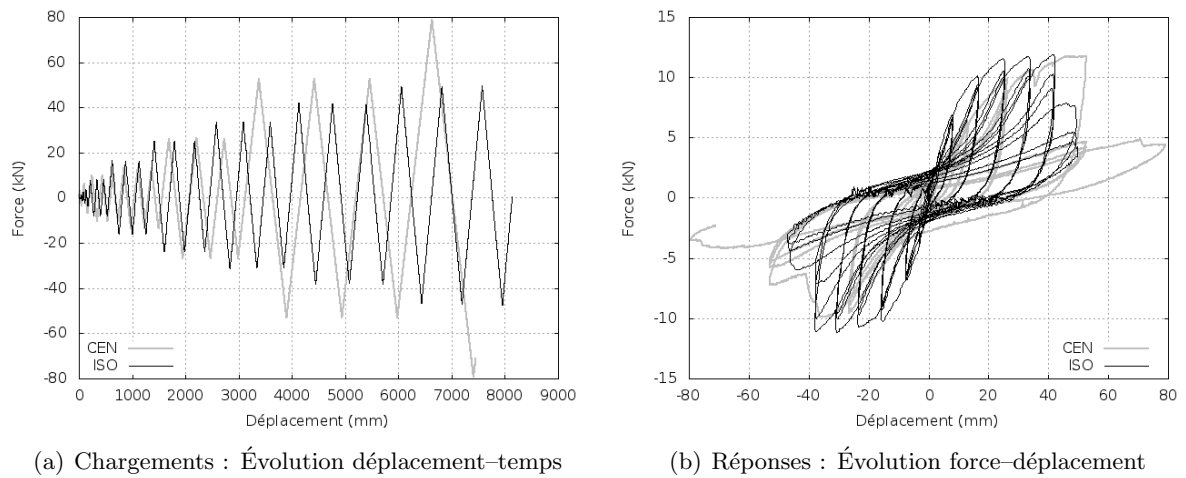 80
60
40
20
0
-20
-40
-60
-80
Force (kN)
CEN
ISO
0 1000 2000 3000 4000 5000 6000 7000 8000 9000
Déplacement (mm)
(a) Chargements : Évolution déplacement–temps
15
10
5
0
-5
-10
-15
Force (kN)
CEN
ISO
-80 -60 -40 -20 0 20 40 60 80
Déplacement (mm)
(b) Réponses : Évolution force–déplacement